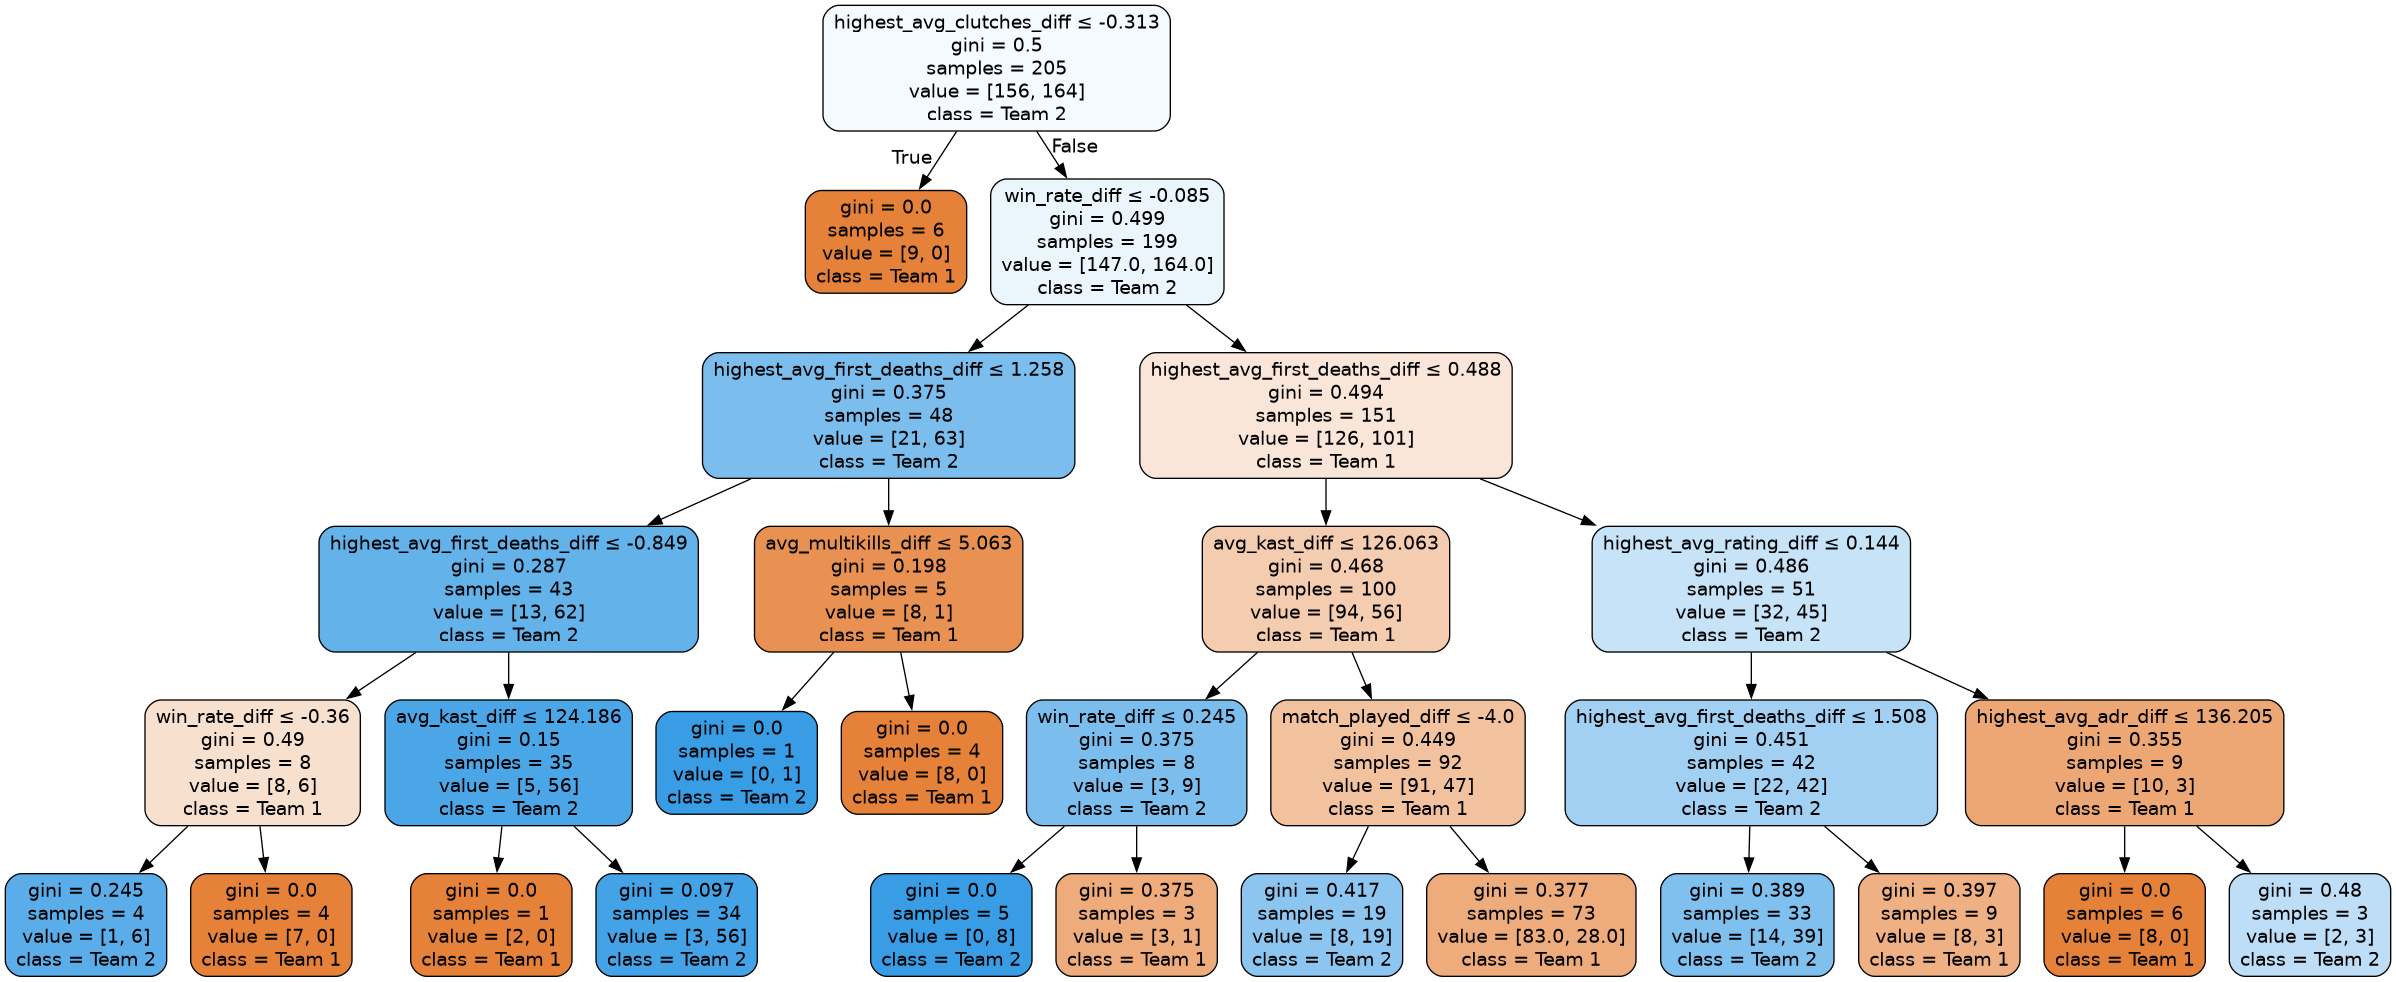 highest_avg_clutches_diff ≤ -0.313
gini = 0.5
samples = 205
value = [156, 164]
class = Team 2
True
False
gini = 0.0
samples = 6
value = [9, 0]
class = Team 1
win_rate_diff ≤ -0.085
gini = 0.499
samples = 199
value = [147.0, 164.0]
class = Team 2
highest_avg_first_deaths_diff ≤ 1.258
gini = 0.375
samples = 48
value = [21, 63]
class = Team 2
highest_avg_first_deaths_diff ≤ 0.488
gini = 0.494
samples = 151
value = [126, 101]
class = Team 1
highest_avg_first_deaths_diff ≤ -0.849
gini = 0.287
samples = 43
value = [13, 62]
class = Team 2
avg_multikills_diff ≤ 5.063
gini = 0.198
samples = 5
value = [8, 1]
class = Team 1
avg_kast_diff ≤ 126.063
gini = 0.468
samples = 100
value = [94, 56]
class = Team 1
highest_avg_rating_diff ≤ 0.144
gini = 0.486
samples = 51
value = [32, 45]
class = Team 2
win_rate_diff ≤ -0.36
gini = 0.49
samples = 8
value = [8, 6]
class = Team 1
avg_kast_diff ≤ 124.186
gini = 0.15
samples = 35
value = [5, 56]
class = Team 2
gini = 0.0
samples = 1
value = [0, 1]
class = Team 2
gini = 0.0
samples = 4
value = [8, 0]
class = Team 1
win_rate_diff ≤ 0.245
gini = 0.375
samples = 8
value = [3, 9]
class = Team 2
match_played_diff ≤ -4.0
gini = 0.449
samples = 92
value = [91, 47]
class = Team 1
highest_avg_first_deaths_diff ≤ 1.508
gini = 0.451
samples = 42
value = [22, 42]
class = Team 2
highest_avg_adr_diff ≤ 136.205
gini = 0.355
samples = 9
value = [10, 3]
class = Team 1
gini = 0.245
samples = 4
value = [1, 6]
class = Team 2
gini = 0.0
samples = 4
value = [7, 0]
class = Team 1
gini = 0.0
samples = 1
value = [2, 0]
class = Team 1
gini = 0.097
samples = 34
value = [3, 56]
class = Team 2
gini = 0.0
samples = 5
value = [0, 8]
class = Team 2
gini = 0.375
samples = 3
value = [3, 1]
class = Team 1
gini = 0.417
samples = 19
value = [8, 19]
class = Team 2
gini = 0.377
samples = 73
value = [83.0, 28.0]
class = Team 1
gini = 0.389
samples = 33
value = [14, 39]
class = Team 2
gini = 0.397
samples = 9
value = [8, 3]
class = Team 1
gini = 0.0
samples = 6
value = [8, 0]
class = Team 1
gini = 0.48
samples = 3
value = [2, 3]
class = Team 2